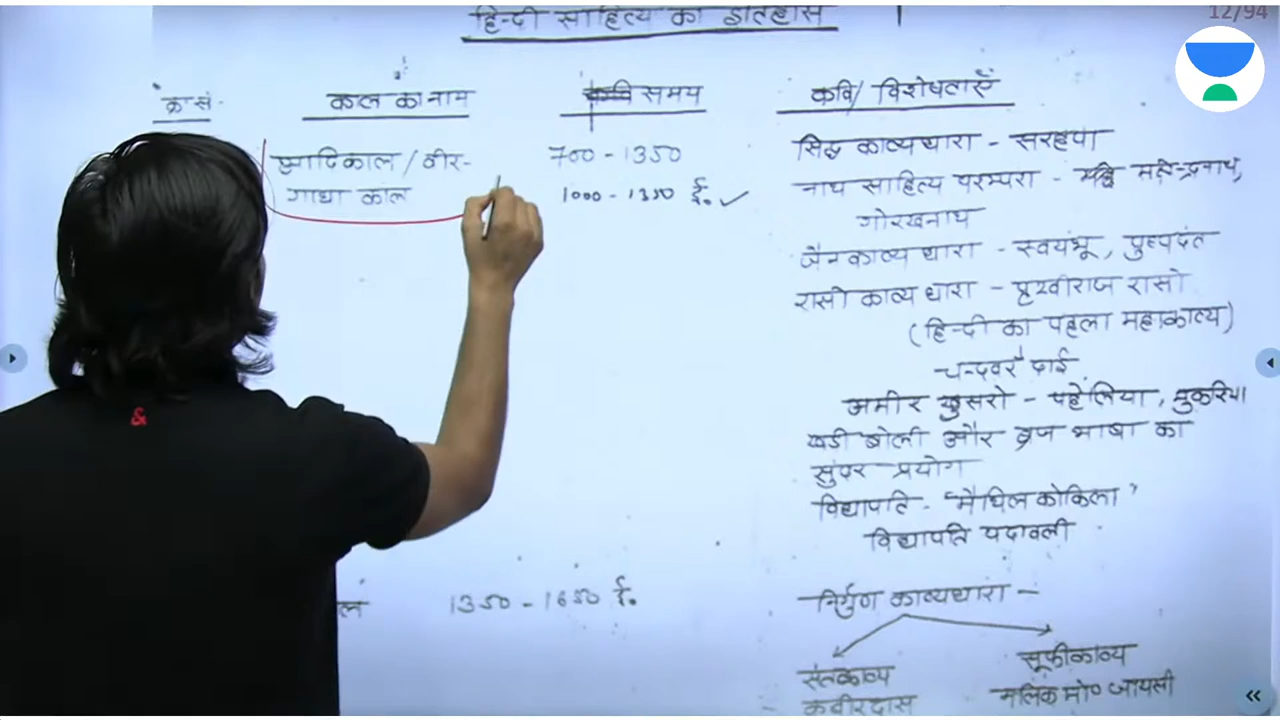 हिन्दी साहित्य का इतिहास
12/94
क्र सं.
काल का नाम
समय
कवि/ विशेषताएँ
आदिकाल / वीर-
गाथा काल
700 - 1350
1000 - 1350 ई. ✓
सिद्ध काव्यधारा - सरहपा
नाथ साहित्य परम्परा - मत्स्येन्द्रनाथ,
गोरखनाथ
जैन काव्य धारा - स्वयंभू, पुष्पदंत
रासो काव्य धारा - पृथ्वीराज रासो
(हिन्दी का पहला महाकाव्य)
- चन्दवरदाई
अमीर खुसरो - पहेलिया, मुकरिया
खडी बोली और ब्रज भाषा का
सुंदर प्रयोग
विद्यापति - "मैथिल कोकिला"
विद्यापति पदावली
1350 - 1650 ई.
निर्गुण काव्यधारा -
संतकाव्य
सूफीकाव्य
कबीरदास
मलिक मो० जायसी